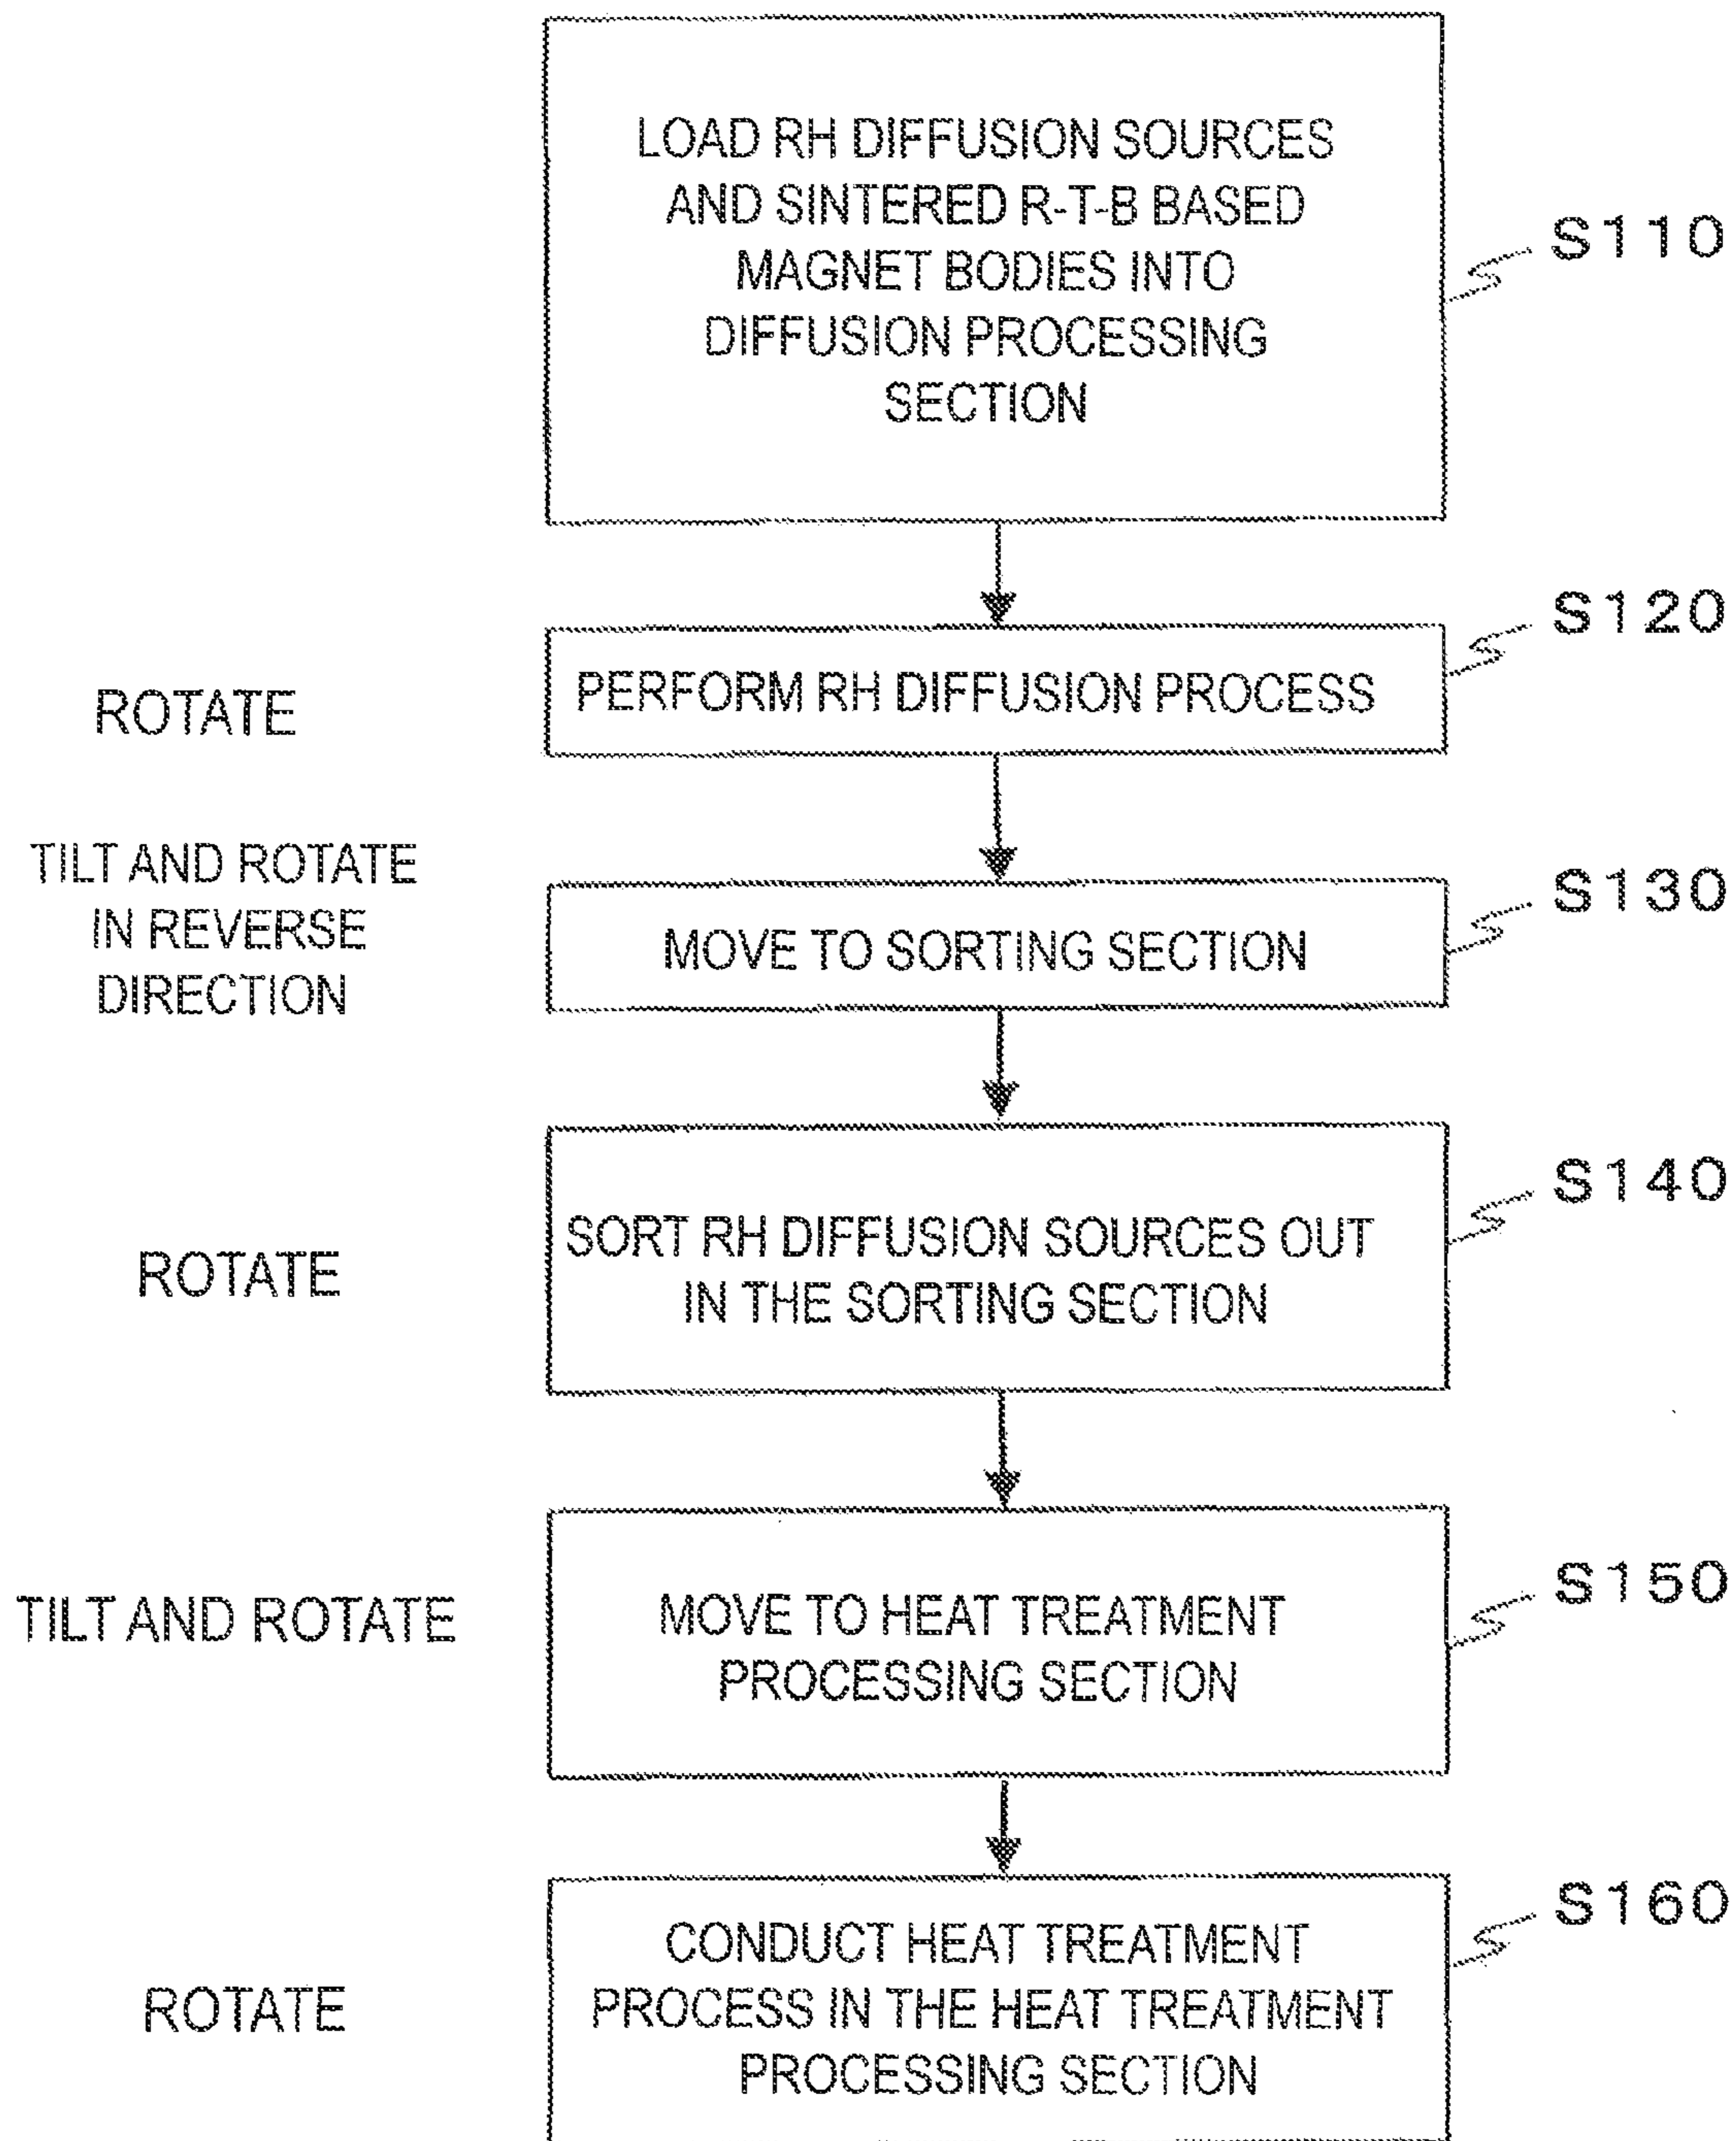 LOAD RH DIFFUSION SOURCES
AND SINTERED R-T-B BASED
MAGNET BODIES INTO
DIFFUSION PROCESSING
SECTION
S110
ROTATE
PERFORM RH DIFFUSION PROCESS
S120
TILT AND ROTATE
IN REVERSE
DIRECTION
MOVE TO SORTING SECTION
S130
ROTATE
SORT RH DIFFUSION SOURCES OUT
IN THE SORTING SECTION
S140
TILT AND ROTATE
MOVE TO HEAT TREATMENT
PROCESSING SECTION
S150
ROTATE
CONDUCT HEAT TREATMENT
PROCESS IN THE HEAT TREATMENT
PROCESSING SECTION
S160